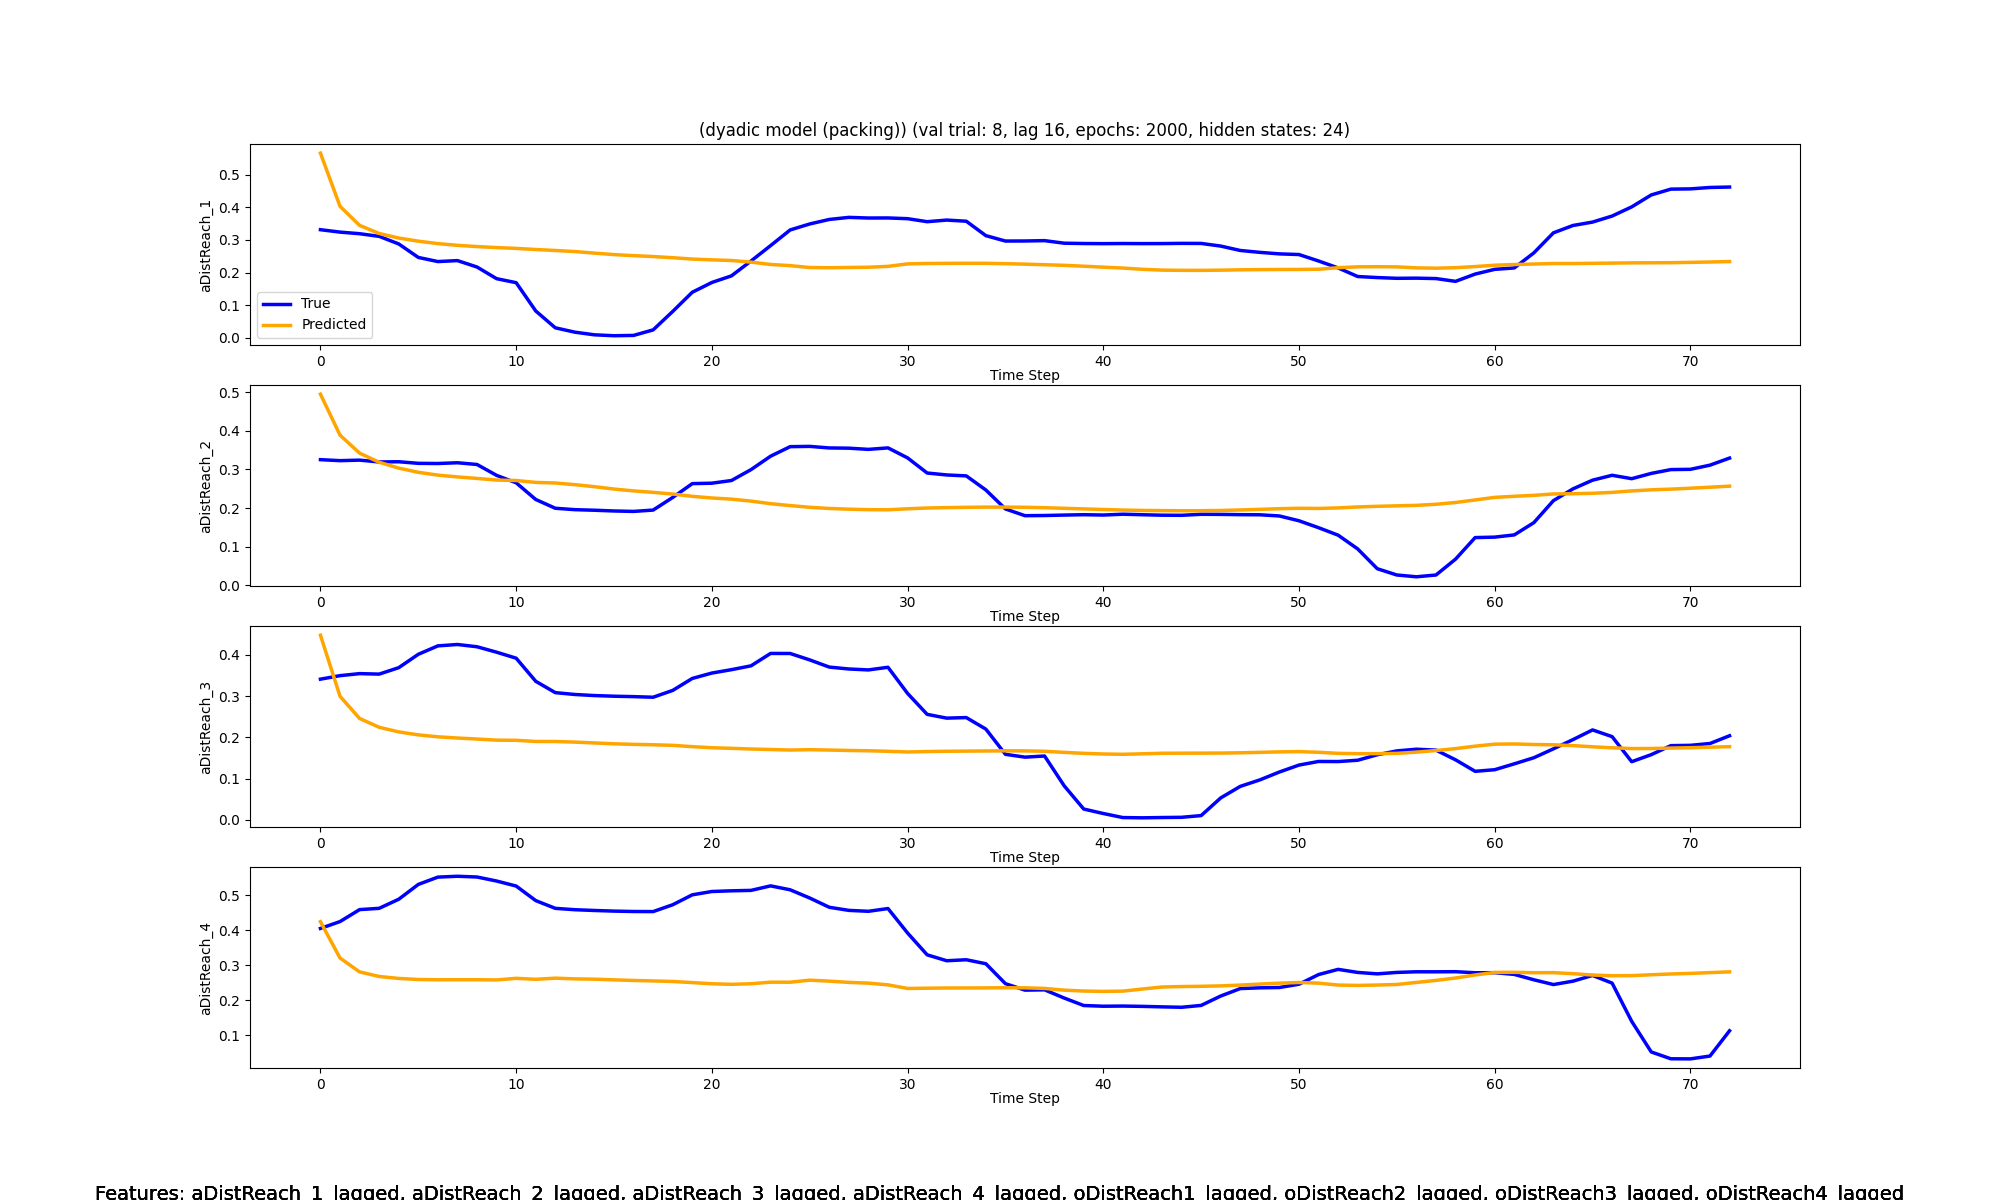 (dyadic model (packing)) (val trial: 8, lag 16, epochs: 2000, hidden states: 24)
aDistReach_1
0.5
0.4
0.3
0.2
0.1
0.0
True
Predicted
0 10 20 30 40 50 60 70
Time Step
aDistReach_2
0.5
0.4
0.3
0.2
0.1
0.0
0 10 20 30 40 50 60 70
Time Step
aDistReach_3
0.4
0.3
0.2
0.1
0.0
0 10 20 30 40 50 60 70
Time Step
aDistReach_4
0.5
0.4
0.3
0.2
0.1
0 10 20 30 40 50 60 70
Time Step
Features: aDistReach_1_lagged, aDistReach_2_lagged, aDistReach_3_lagged, aDistReach_4_lagged, oDistReach1_lagged, oDistReach2_lagged, oDistReach3_lagged, oDistReach4_lagged